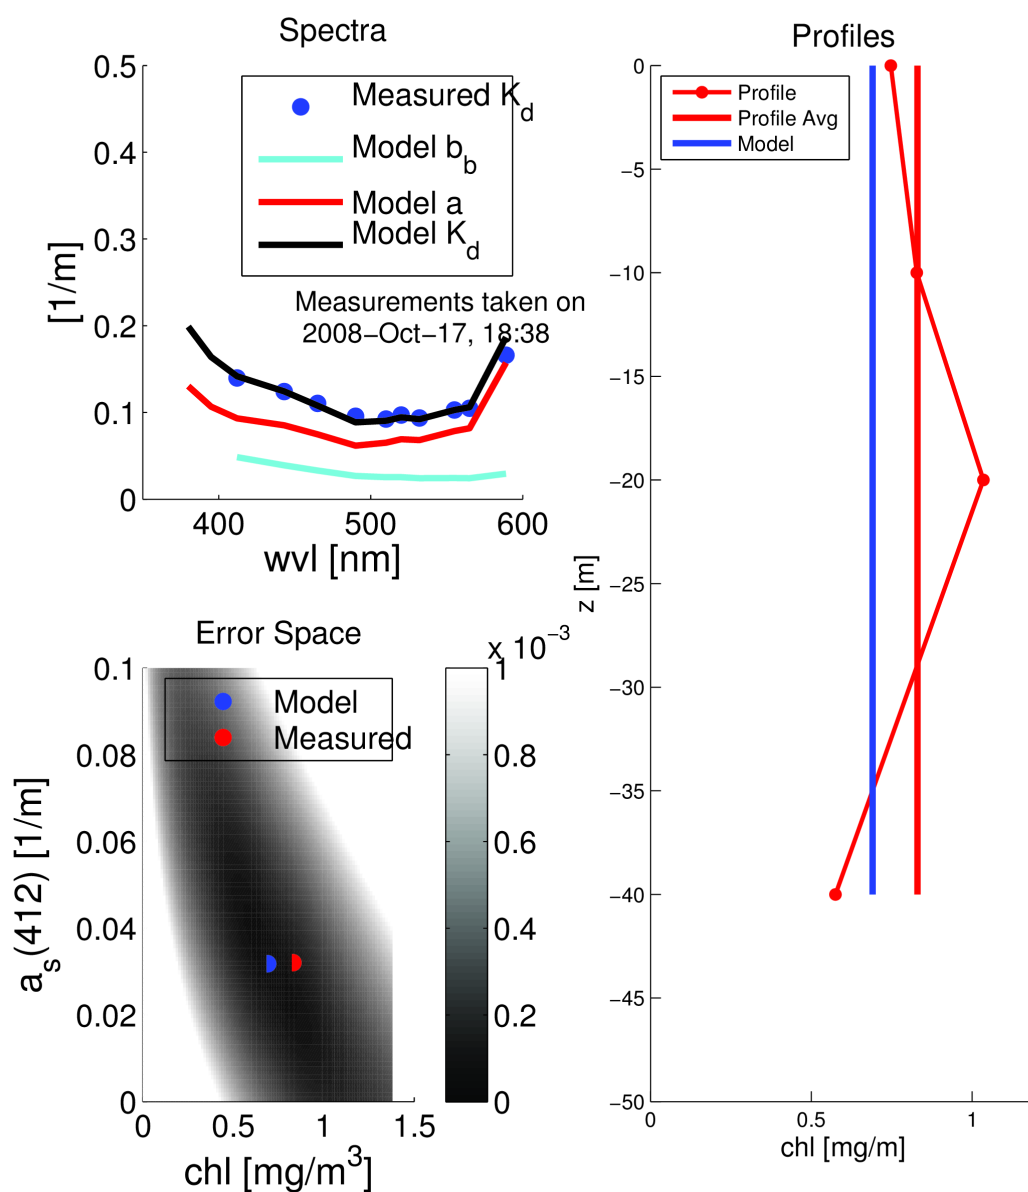 Spectra
0.5
0.4
0.3
0.2
0.1
0
[1/m]
Measured K_d
Model b_b
Model a
Model K_d
Measurements taken on
2008−Oct−17, 18:38
400
500
600
wvl [nm]
Profiles
0
−5
−10
−15
−20
−25
−30
−35
−40
−45
−50
z [m]
Profile
Profile Avg
Model
0
0.5
1
chl [mg/m]
Error Space
0.1
0.08
0.06
0.04
0.02
0
a_s(412) [1/m]
Model
Measured
0
0.5
1
1.5
chl [mg/m^3]
x 10^−3
1
0.8
0.6
0.4
0.2
0